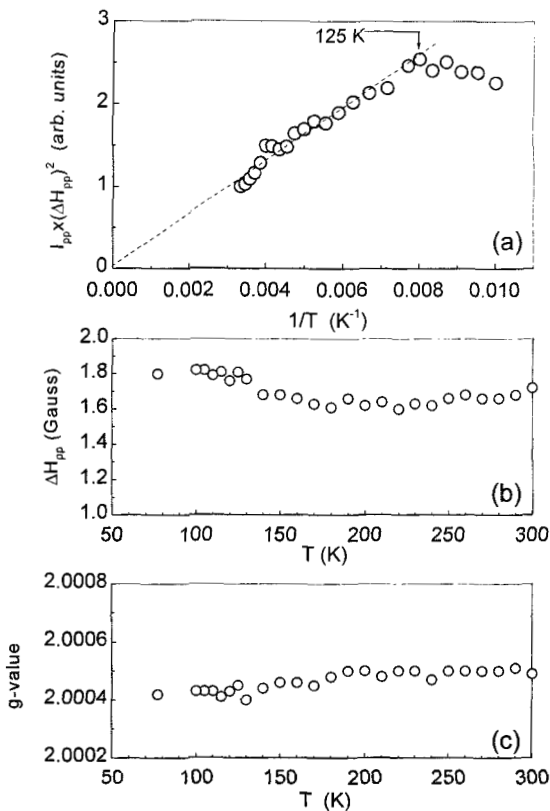 125 K
I_pp x(ΔH_pp)² (arb. units)
3
2
1
0
(a)
0.000 0.002 0.004 0.006 0.008 0.010
1/T (K⁻¹)
ΔH_pp (Gauss)
2.0
1.8
1.6
1.4
1.2
1.0
(b)
50 100 150 200 250 300
T (K)
g-value
2.0008
2.0006
2.0004
2.0002
(c)
50 100 150 200 250 300
T (K)